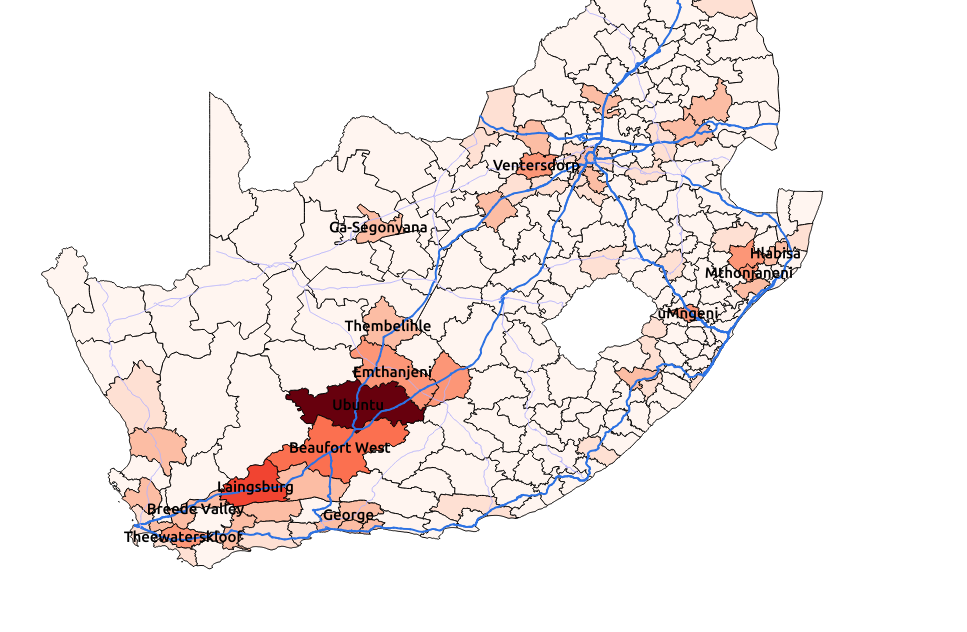 Ventersdorp
Ga-Segonyana
Hlabisa
Mthonjaneni
uMngeni
Thembelihle
Emthanjeni
Ubuntu
Beaufort West
Laingsburg
Breede Valley
George
Theewaterskloof